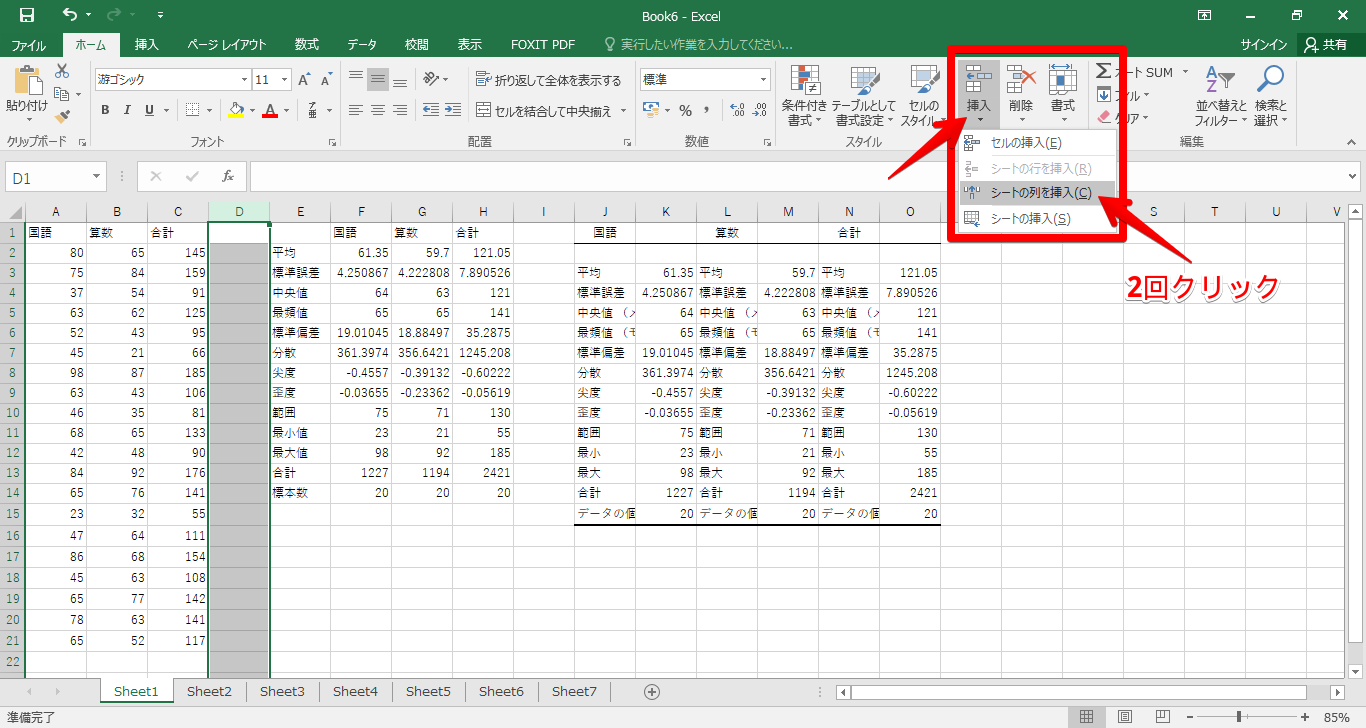 Book6 - Excel
ファイル ホーム 挿入 ページ レイアウト 数式 データ 校閲 表示 FOXIT PDF 実行したい作業を入力してください... サインイン 共有
貼り付け
クリップボード
游ゴシック 11 A A
B I U A
フォント
折り返して全体を表示する
セルを結合して中央揃え
配置
標準
% ,
数値
条件付き書式 テーブルとして書式設定 セルのスタイル
スタイル
挿入 削除 書式
セルの挿入(E)
シートの行を挿入(R)
シートの列を挿入(C)
シートの挿入(S)
ート SUM
フィル
クリア
並べ替えとフィルター 検索と選択
編集
2回クリック
D1 fx
A B C D E F G H I J K L M N O S T U V
1 国語 算数 合計 国語 算数 合計 国語 算数 合計
2 80 65 145 平均 61.35 59.7 121.05
3 75 84 159 標準誤差 4.250867 4.222808 7.890526 平均 61.35 平均 59.7 平均 121.05
4 37 54 91 中央値 64 63 121 標準誤差 4.250867 標準誤差 4.222808 標準誤差 7.890526
5 63 62 125 最頻値 65 65 141 中央値 (メ 64 中央値 (メ 63 中央値 (メ 121
6 52 43 95 標準偏差 19.01045 18.88497 35.2875 最頻値 (モ 65 最頻値 (モ 65 最頻値 (モ 141
7 45 21 66 分散 361.3974 356.6421 1245.208 標準偏差 19.01045 標準偏差 18.88497 標準偏差 35.2875
8 98 87 185 尖度 -0.4557 -0.39132 -0.60222 分散 361.3974 分散 356.6421 分散 1245.208
9 63 43 106 歪度 -0.03655 -0.23362 -0.05619 尖度 -0.4557 尖度 -0.39132 尖度 -0.60222
10 46 35 81 範囲 75 71 130 歪度 -0.03655 歪度 -0.23362 歪度 -0.05619
11 68 65 133 最小値 23 21 55 範囲 75 範囲 71 範囲 130
12 42 48 90 最大値 98 92 185 最小 23 最小 21 最小 55
13 84 92 176 合計 1227 1194 2421 最大 98 最大 92 最大 185
14 65 76 141 標本数 20 20 20 合計 1227 合計 1194 合計 2421
15 23 32 55 データの個 20 データの個 20 データの個 20
16 47 64 111
17 86 68 154
18 45 63 108
19 65 77 142
20 78 63 141
21 65 52 117
22
Sheet1 Sheet2 Sheet3 Sheet4 Sheet5 Sheet6 Sheet7
準備完了 85%